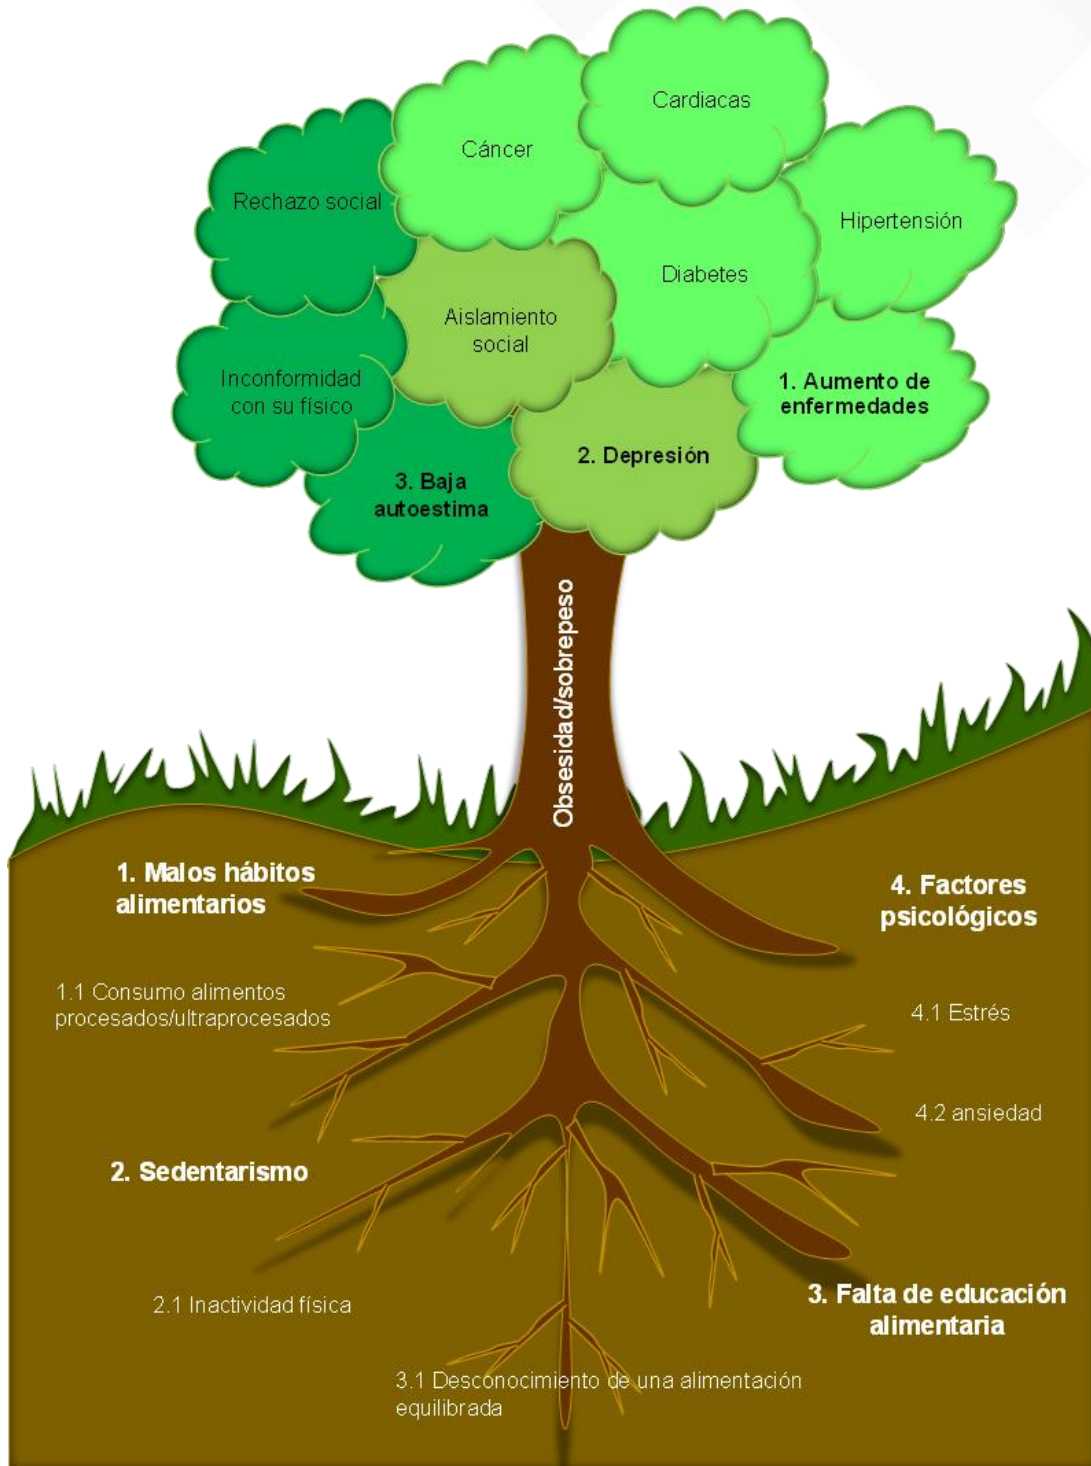 Cardiacas
Cáncer
Rechazo social
Hipertensión
Diabetes
Aislamiento
social
Inconformidad
con su físico
1. Aumento de
enfermedades
2. Depresión
3. Baja
autoestima
Obsesidad/sobrepeso
1. Malos hábitos
alimentarios
4. Factores
psicológicos
1.1 Consumo alimentos
procesados/ultraprocesados
4.1 Estrés
4.2 ansiedad
2. Sedentarismo
2.1 Inactividad física
3. Falta de educación
alimentaria
3.1 Desconocimiento de una alimentación
equilibrada